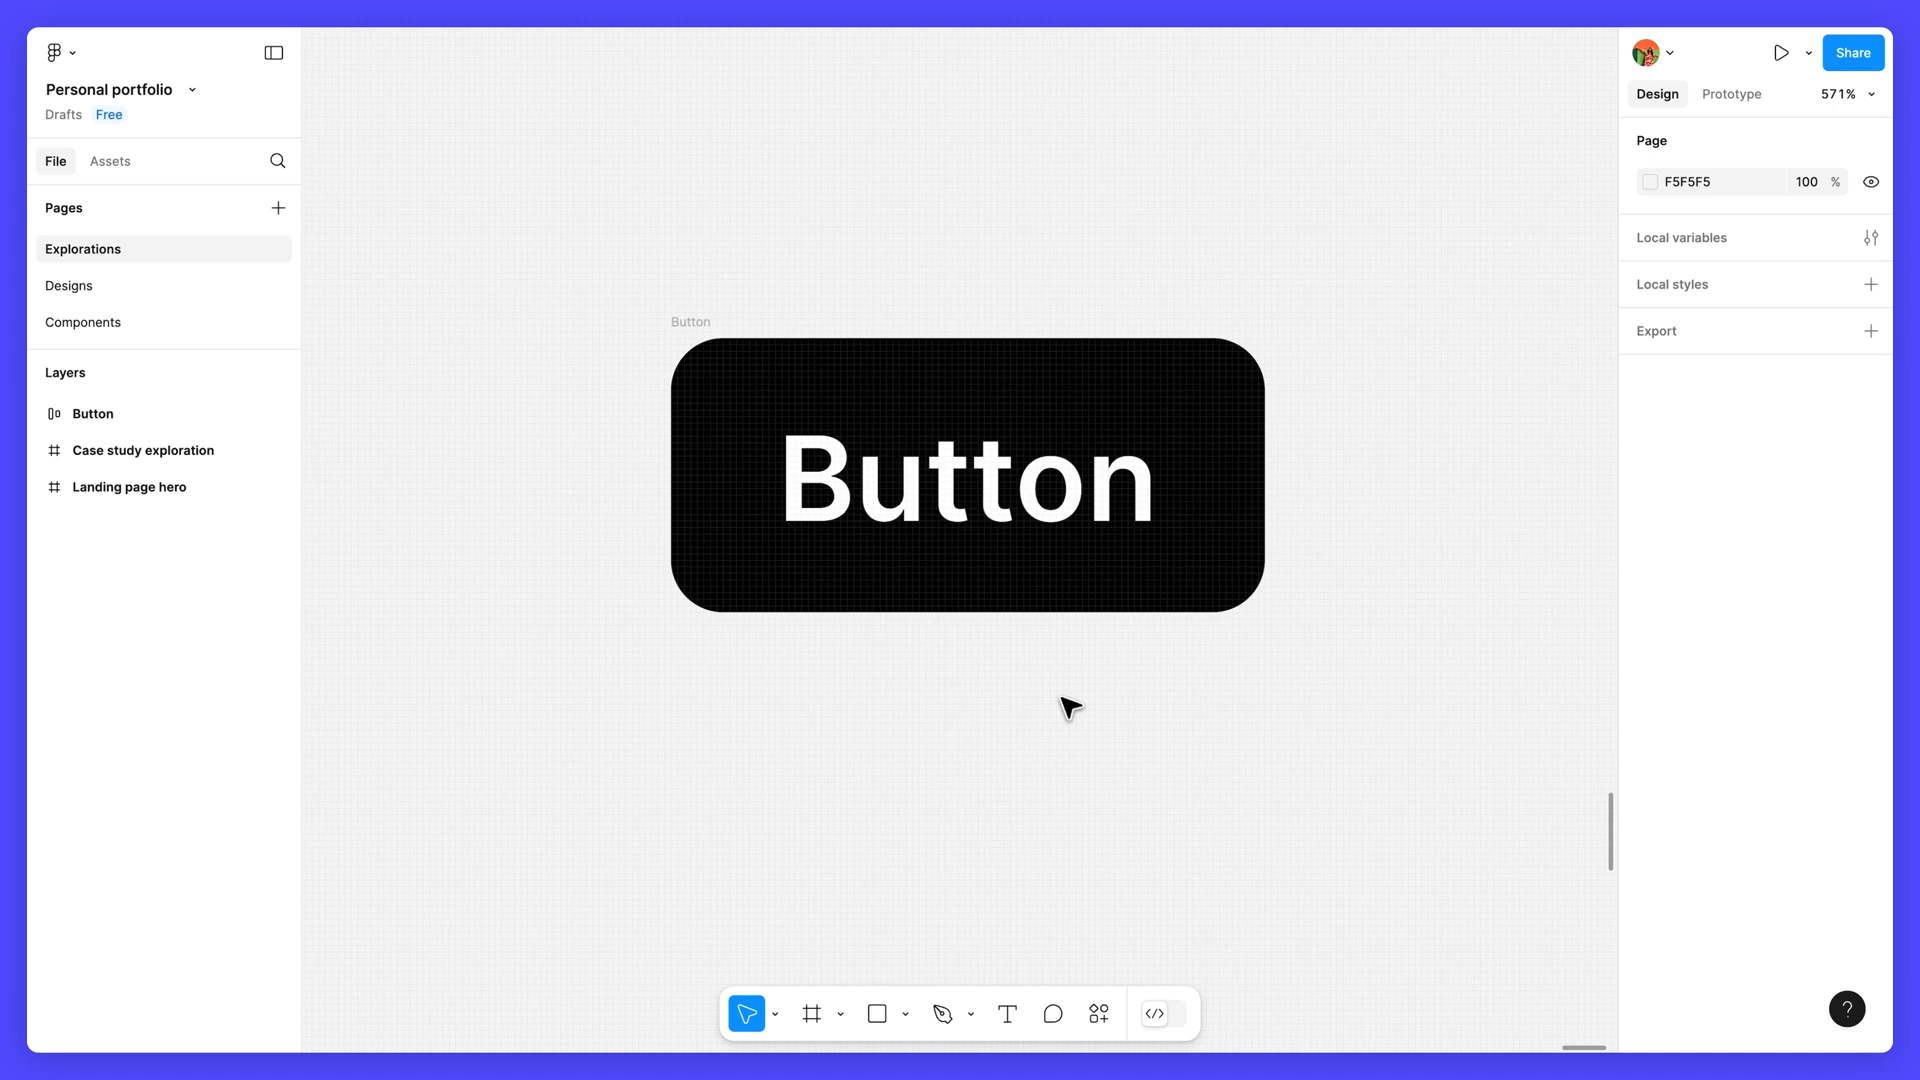 Personal portfolio
Drafts Free
File Assets
Pages
Explorations
Designs
Components
Layers
Button
Case study exploration
Landing page hero
Button
Button
Share
Design Prototype 571%
Page
F5F5F5 100 %
Local variables
Local styles
Export
?